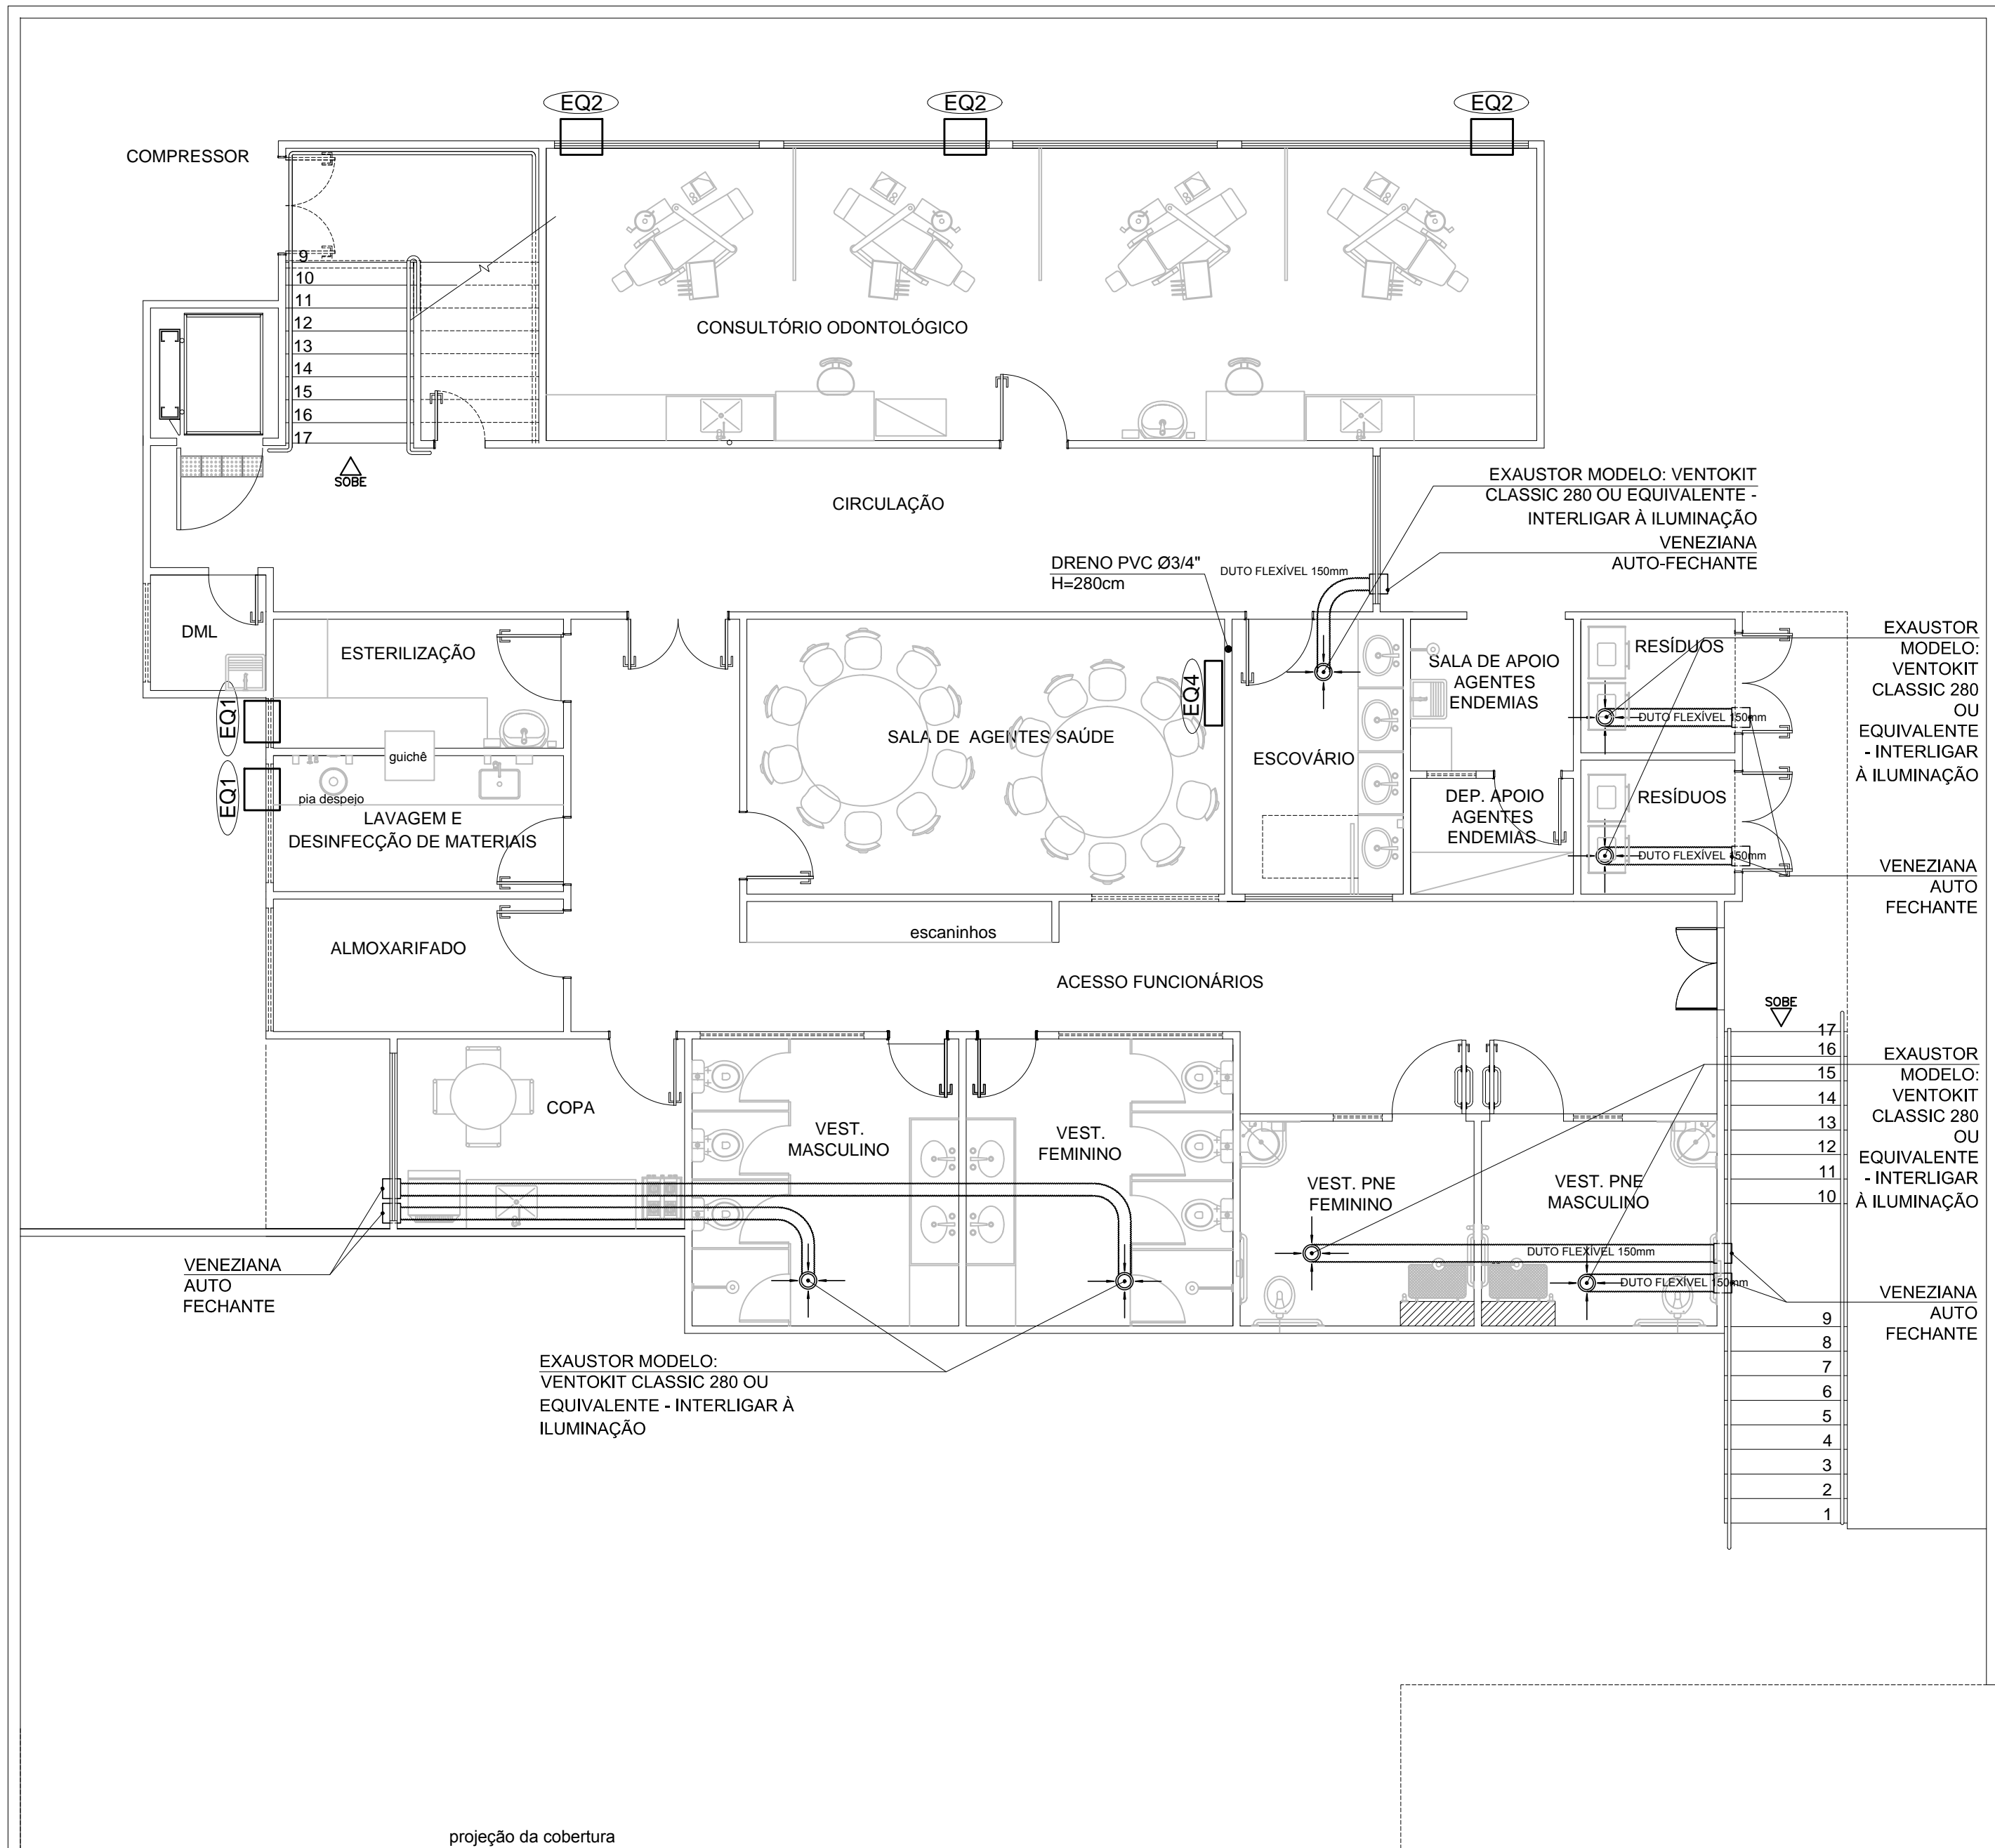 EQ2
EQ2
EQ2
COMPRESSOR
9
10
11
12
13
14
15
16
17
SOBE
CONSULTÓRIO ODONTOLÓGICO
CIRCULAÇÃO
EXAUSTOR MODELO: VENTOKIT
CLASSIC 280 OU EQUIVALENTE -
INTERLIGAR À ILUMINAÇÃO
VENEZIANA
AUTO-FECHANTE
DRENO PVC Ø3/4"
H=280cm
DUTO FLEXÍVEL 150mm
DML
ESTERILIZAÇÃO
EQ1
EQ1
guichê
pia despejo
LAVAGEM E
DESINFECÇÃO DE MATERIAIS
ALMOXARIFADO
SALA DE AGENTES SAÚDE
EQ4
ESCOVÁRIO
SALA DE APOIO
AGENTES
ENDEMIAS
DEP. APOIO
AGENTES
ENDEMIAS
RESÍDUOS
DUTO FLEXÍVEL 150mm
RESÍDUOS
DUTO FLEXÍVEL 150mm
EXAUSTOR
MODELO:
VENTOKIT
CLASSIC 280
OU
EQUIVALENTE
- INTERLIGAR
À ILUMINAÇÃO
VENEZIANA
AUTO
FECHANTE
escaninhos
ACESSO FUNCIONÁRIOS
SOBE
17
16
15
14
13
12
11
10
9
8
7
6
5
4
3
2
1
EXAUSTOR
MODELO:
VENTOKIT
CLASSIC 280
OU
EQUIVALENTE
- INTERLIGAR
À ILUMINAÇÃO
VENEZIANA
AUTO
FECHANTE
COPA
VEST.
MASCULINO
VEST.
FEMININO
VEST. PNE
FEMININO
VEST. PNE
MASCULINO
DUTO FLEXÍVEL 150mm
DUTO FLEXÍVEL 150mm
VENEZIANA
AUTO
FECHANTE
EXAUSTOR MODELO:
VENTOKIT CLASSIC 280 OU
EQUIVALENTE - INTERLIGAR À
ILUMINAÇÃO
projeção da cobertura